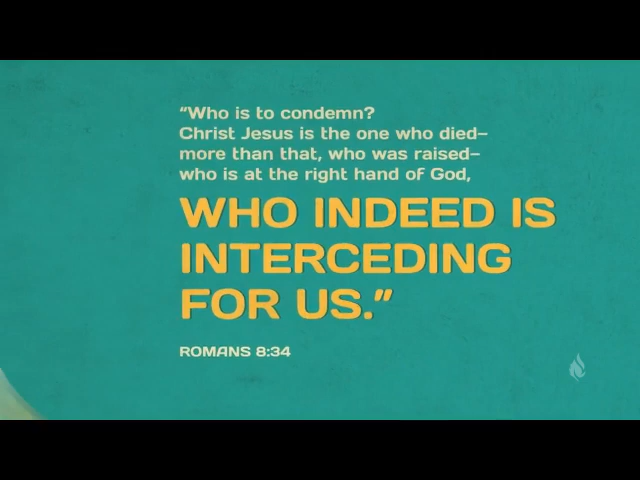 “Who is to condemn?
Christ Jesus is the one who died–
more than that, who was raised–
who is at the right hand of God,
WHO INDEED IS
INTERCEDING
FOR US.”
ROMANS 8:34